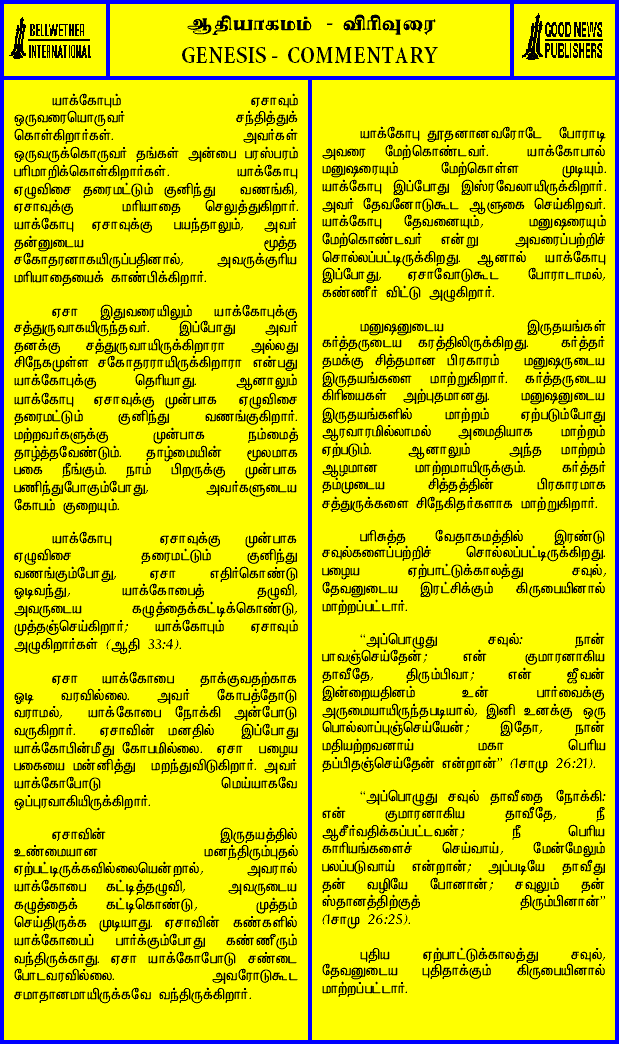 BELLWETHER
INTERNATIONAL
ஆதியாகமம் - விரிவுரை
GENESIS - COMMENTARY
GOOD NEWS
PUBLISHERS
யாக்கோபும் ஏசாவும்
ஒருவரையொருவர் சந்தித்துக்
கொள்கிறார்கள். அவர்கள்
ஒருவருக்கொருவர் தங்கள் அன்பை பரஸ்பரம்
பரிமாறிக்கொள்கிறார்கள். யாக்கோபு
ஏழுவிசை தரைமட்டும் குனிந்து வணங்கி,
ஏசாவுக்கு மரியாதை செலுத்துகிறார்.
யாக்கோபு ஏசாவுக்கு பயந்தாலும், அவர்
தன்னுடைய மூத்த
சகோதரனாகயிருப்பதினால், அவருக்குரிய
மரியாதையைக் காண்பிக்கிறார்.
ஏசா இதுவரையிலும் யாக்கோபுக்கு
சத்துருவாகயிருந்தவர். இப்போது அவர்
தனக்கு சத்துருவாயிருக்கிறாரா அல்லது
சிநேகமுள்ள சகோதரராயிருக்கிறாரா என்பது
யாக்கோபுக்கு தெரியாது. ஆனாலும்
யாக்கோபு ஏசாவுக்கு முன்பாக ஏழுவிசை
தரைமட்டும் குனிந்து வணங்குகிறார்.
மற்றவர்களுக்கு முன்பாக நம்மைத்
தாழ்த்தவேண்டும். தாழ்மையின் மூலமாக
பகை நீங்கும். நாம் பிறருக்கு முன்பாக
பணிந்துபோகும்போது, அவர்களுடைய
கோபம் குறையும்.
யாக்கோபு ஏசாவுக்கு முன்பாக
ஏழுவிசை தரைமட்டும் குனிந்து
வணங்கும்போது, ஏசா எதிர்கொண்டு
ஓடிவந்து, யாக்கோபைத் தழுவி,
அவருடைய கழுத்தைக்கட்டிக்கொண்டு,
முத்தஞ்செய்கிறார்; யாக்கோபும் ஏசாவும்
அழுகிறார்கள் (ஆதி 33:4).
ஏசா யாக்கோபை தாக்குவதற்காக
ஓடி வரவில்லை. அவர் கோபத்தோடு
வராமல், யாக்கோபை நோக்கி அன்போடு
வருகிறார். ஏசாவின் மனதில் இப்போது
யாக்கோபின்மீது கோபமில்லை. ஏசா பழைய
பகையை மன்னித்து மறந்துவிடுகிறார். அவர்
யாக்கோபோடு மெய்யாகவே
ஒப்புரவாகியிருக்கிறார்.
ஏசாவின் இருதயத்தில்
உண்மையான மனந்திரும்புதல்
ஏற்பட்டிருக்கவில்லையென்றால், அவரால்
யாக்கோபை கட்டித்தழுவி, அவருடைய
கழுத்தைக் கட்டிகொண்டு, முத்தம்
செய்திருக்க முடியாது. ஏசாவின் கண்களில்
யாக்கோபைப் பார்க்கும்போது கண்ணீரும்
வந்திருக்காது. ஏசா யாக்கோபோடு சண்டை
போடவரவில்லை. அவரோடுகூட
சமாதானமாயிருக்கவே வந்திருக்கிறார்.
யாக்கோபு தூதனானவரோடே போராடி
அவரை மேற்கொண்டவர். யாக்கோபால்
மனுஷரையும் மேற்கொள்ள முடியும்.
யாக்கோபு இப்போது இஸ்ரவேலாயிருக்கிறார்.
அவர் தேவனோடுகூட ஆளுகை செய்கிறவர்.
யாக்கோபு தேவனையும், மனுஷரையும்
மேற்கொண்டவர் என்று அவரைப்பற்றிச்
சொல்லப்பட்டிருக்கிறது. ஆனால் யாக்கோபு
இப்போது, ஏசாவோடுகூட போராடாமல்,
கண்ணீர் விட்டு அழுகிறார்.
மனுஷனுடைய இருதயங்கள்
கர்த்தருடைய கரத்திலிருக்கிறது. கர்த்தர்
தமக்கு சித்தமான பிரகாரம் மனுஷருடைய
இருதயங்களை மாற்றுகிறார். கர்த்தருடைய
கிரியைகள் அற்புதமானது. மனுஷனுடைய
இருதயங்களில் மாற்றம் ஏற்படும்போது
ஆரவாரமில்லாமல் அமைதியாக மாற்றம்
ஏற்படும். ஆனாலும் அந்த மாற்றம்
ஆழமான மாற்றமாயிருக்கும். கர்த்தர்
தம்முடைய சித்தத்தின் பிரகாரமாக
சத்துருக்களை சிநேகிதர்களாக மாற்றுகிறார்.
பரிசுத்த வேதாகமத்தில் இரண்டு
சவுல்களைப்பற்றிச் சொல்லப்பட்டிருக்கிறது.
பழைய ஏற்பாட்டுக்காலத்து சவுல்,
தேவனுடைய இரட்சிக்கும் கிருபையினால்
மாற்றப்பட்டார்.
“அப்பொழுது சவுல்: நான்
பாவஞ்செய்தேன்; என் குமாரனாகிய
தாவீதே, திரும்பிவா; என் ஜீவன்
இன்றையதினம் உன் பார்வைக்கு
அருமையாயிருந்தபடியால், இனி உனக்கு ஒரு
பொல்லாப்புஞ்செய்யேன்; இதோ, நான்
மதியற்றவனாய் மகா பெரிய
தப்பிதஞ்செய்தேன் என்றான்” (1சாமு 26:21).
“அப்பொழுது சவுல் தாவீதை நோக்கி:
என் குமாரனாகிய தாவீதே, நீ
ஆசீர்வதிக்கப்பட்டவன்; நீ பெரிய
காரியங்களைச் செய்வாய், மேன்மேலும்
பலப்படுவாய் என்றான்; அப்படியே தாவீது
தன் வழியே போனான்; சவுலும் தன்
ஸ்தானத்திற்குத் திரும்பினான்”
(1சாமு 26:25).
புதிய ஏற்பாட்டுக்காலத்து சவுல்,
தேவனுடைய புதிதாக்கும் கிருபையினால்
மாற்றப்பட்டார்.